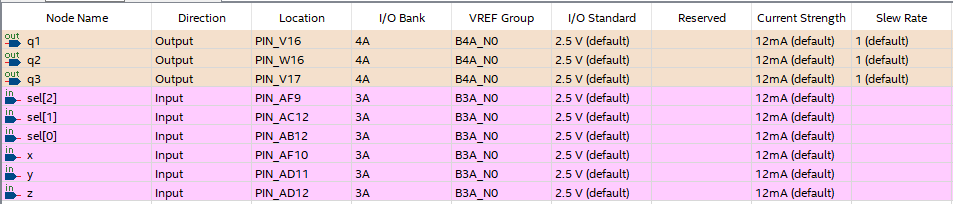 Node Name Direction Location I/O Bank VREF Group I/O Standard Reserved Current Strength Slew Rate
out q1 Output PIN_V16 4A B4A_N0 2.5 V (default) 12mA (default) 1 (default)
out q2 Output PIN_W16 4A B4A_N0 2.5 V (default) 12mA (default) 1 (default)
out q3 Output PIN_V17 4A B4A_N0 2.5 V (default) 12mA (default) 1 (default)
in sel[2] Input PIN_AF9 3A B3A_N0 2.5 V (default) 12mA (default)
in sel[1] Input PIN_AC12 3A B3A_N0 2.5 V (default) 12mA (default)
in sel[0] Input PIN_AB12 3A B3A_N0 2.5 V (default) 12mA (default)
in x Input PIN_AF10 3A B3A_N0 2.5 V (default) 12mA (default)
in y Input PIN_AD11 3A B3A_N0 2.5 V (default) 12mA (default)
in z Input PIN_AD12 3A B3A_N0 2.5 V (default) 12mA (default)